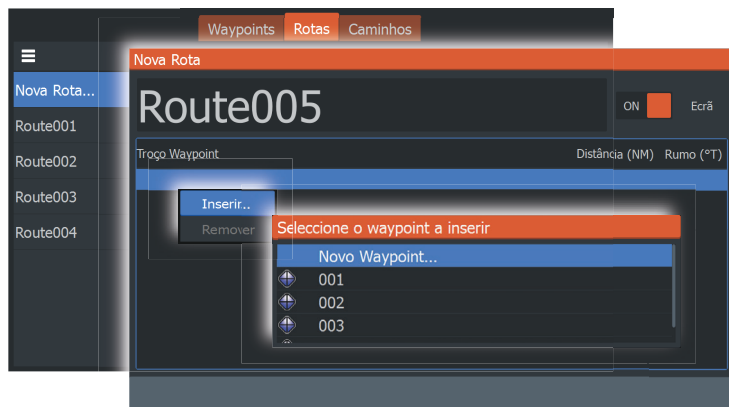 Waypoints Rotas Caminhos
Nova Rota
Nova Rota...
Route005
ON Ecrã
Route001
Route002
Route003
Route004
Troço Waypoint Distância (NM) Rumo (°T)
Inserir..
Remover
Seleccione o waypoint a inserir
Novo Waypoint...
001
002
003